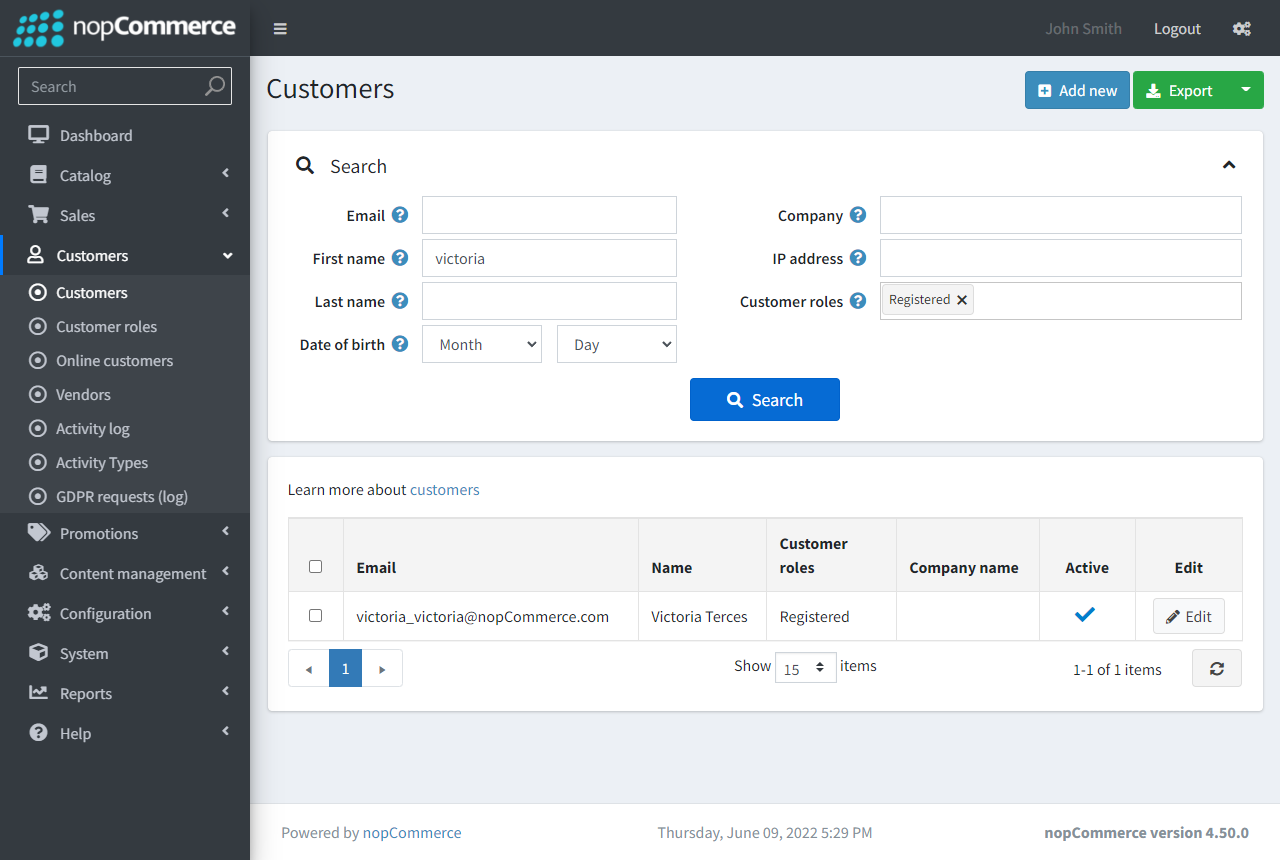 nopCommerce
John Smith
Logout
Search
Dashboard
Catalog
Sales
Customers
Customers
Customer roles
Online customers
Vendors
Activity log
Activity Types
GDPR requests (log)
Promotions
Content management
Configuration
System
Reports
Help
Customers
Add new
Export
Search
Email
Company
First name victoria
IP address
Last name
Customer roles Registered
Date of birth Month Day
Search
Learn more about customers
Email Name Customer roles Company name Active Edit
victoria_victoria@nopCommerce.com Victoria Terces Registered Edit
1
Show 15 items
1-1 of 1 items
Powered by nopCommerce
Thursday, June 09, 2022 5:29 PM
nopCommerce version 4.50.0